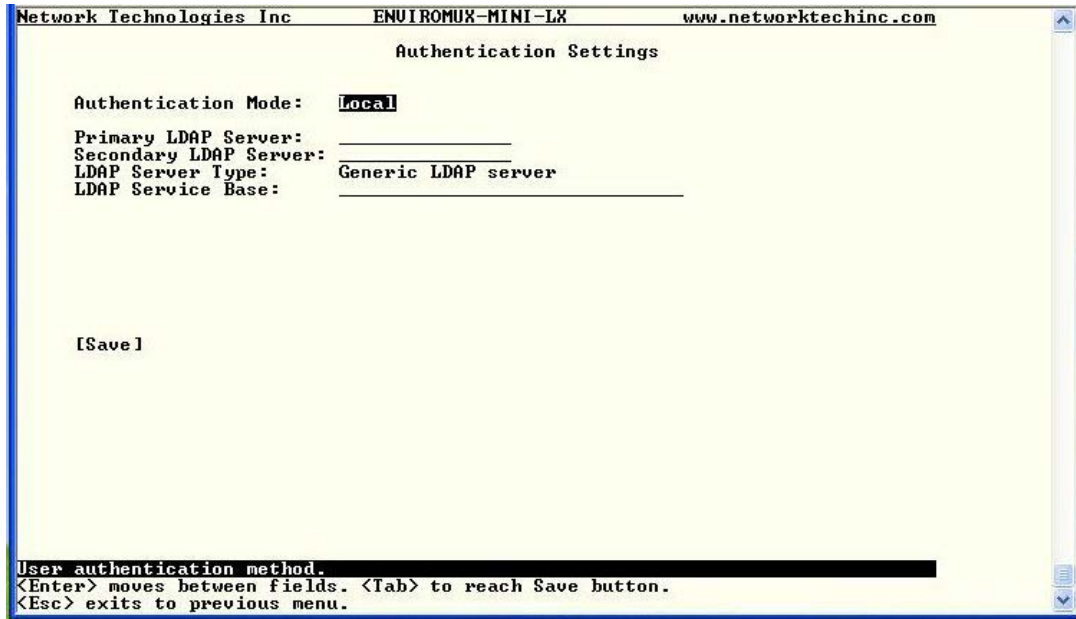 Network Technologies Inc ENVIROMUX-MINI-LX www.networktechinc.com
Authentication Settings
Authentication Mode: Local
Primary LDAP Server:
Secondary LDAP Server:
LDAP Server Type: Generic LDAP server
LDAP Service Base:
[Save]
User authentication method.
<Enter> moves between fields. <Tab> to reach Save button.
<Esc> exits to previous menu.